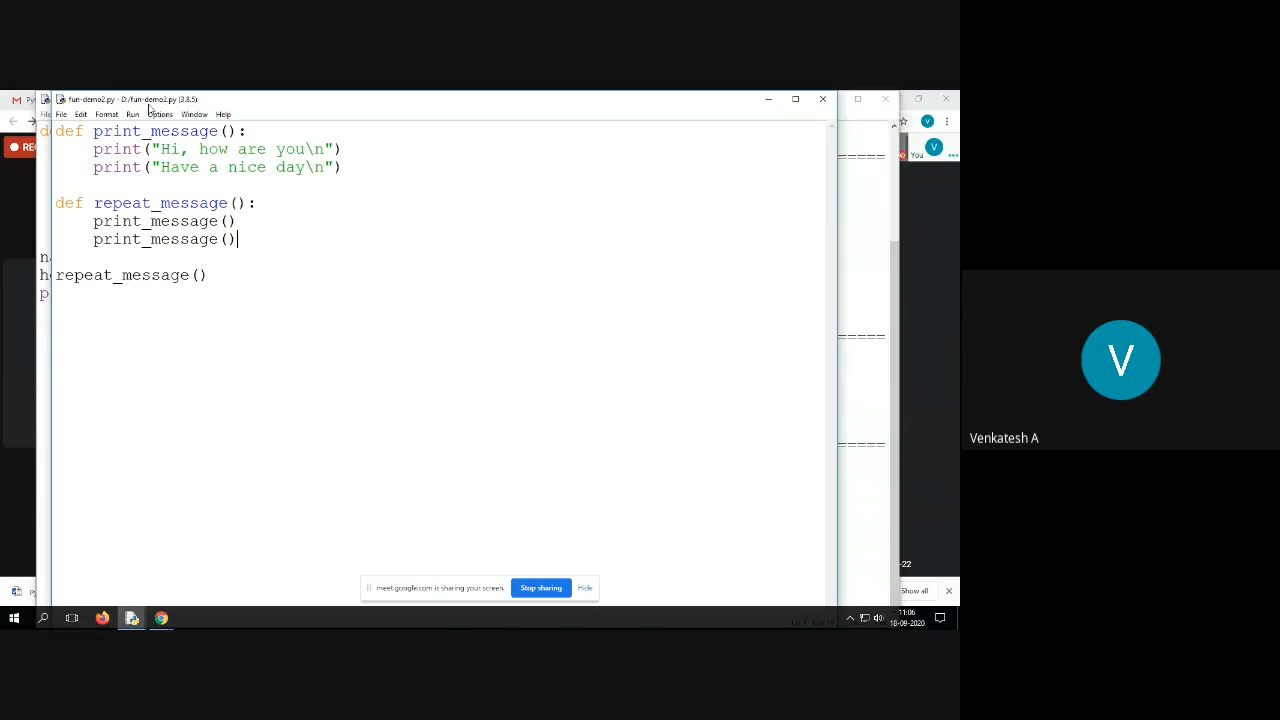 fun-demo2.py - D:/fun-demo2.py (3.8.5)
File Edit Format Run Options Window Help
def print_message():
print("Hi, how are you\n")
print("Have a nice day\n")
def repeat_message():
print_message()
print_message()
repeat_message()
You
V
V
=====
=====
=====
V
Venkatesh A
-22
meet.google.com is sharing your screen.
Stop sharing
Hide
Show all
11:06
18-09-2020